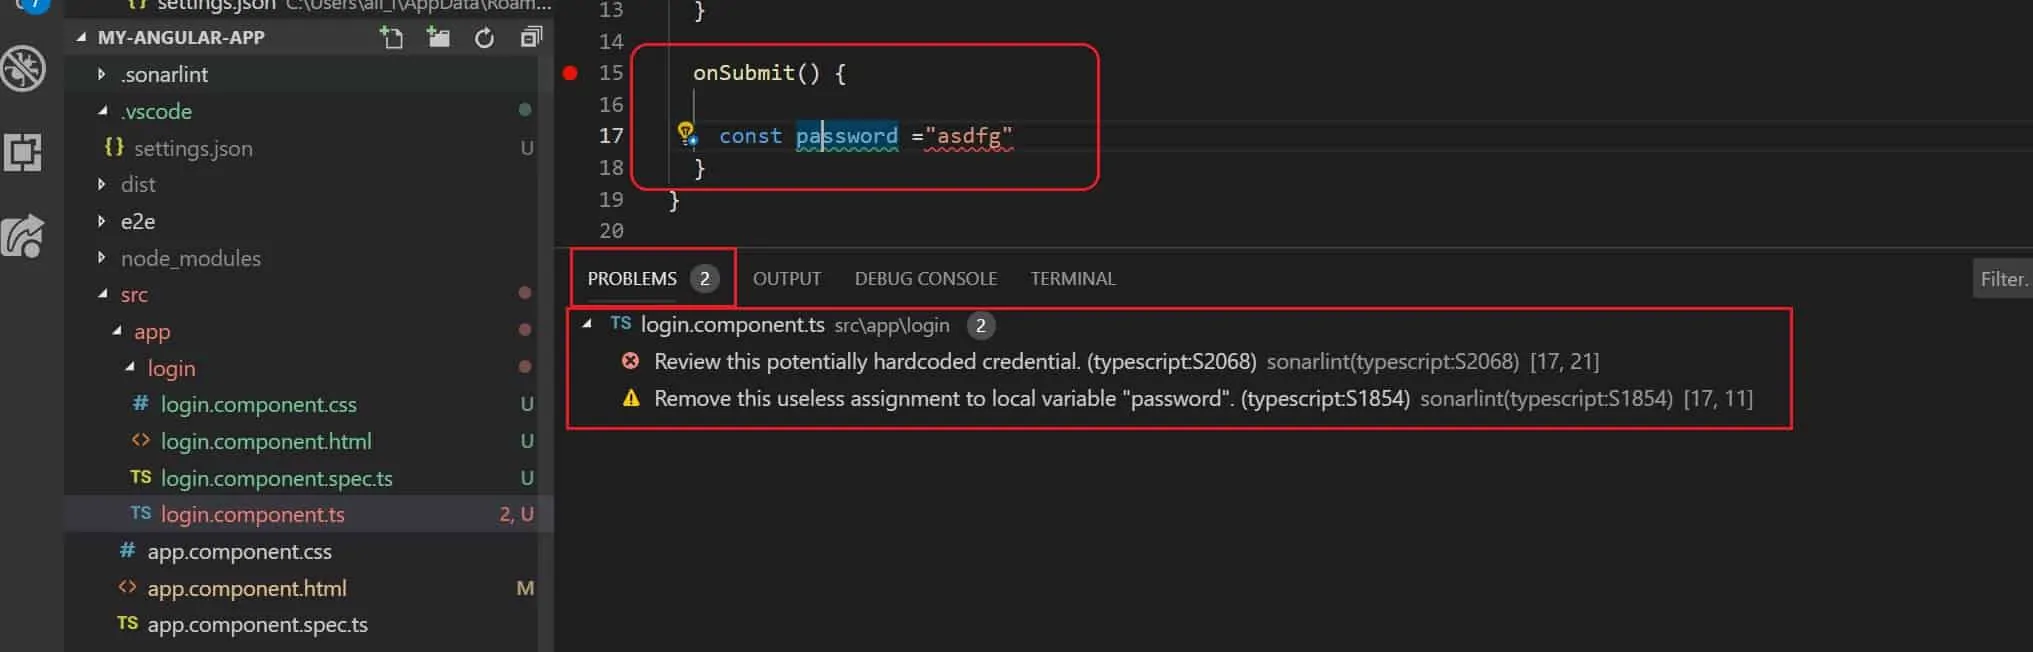 7
{} settings.json C:\Users\ali_i\AppData\Roam...
MY-ANGULAR-APP
.sonarlint
.vscode
{} settings.json U
dist
e2e
node_modules
src
app
login
# login.component.css U
<> login.component.html U
TS login.component.spec.ts U
TS login.component.ts 2, U
# app.component.css
<> app.component.html M
TS app.component.spec.ts
13 }
14
15 onSubmit() {
16
17 const password ="asdfg"
18 }
19 }
20
PROBLEMS 2 OUTPUT DEBUG CONSOLE TERMINAL Filter.
TS login.component.ts src\app\login 2
Review this potentially hardcoded credential. (typescript:S2068) sonarlint(typescript:S2068) [17, 21]
Remove this useless assignment to local variable "password". (typescript:S1854) sonarlint(typescript:S1854) [17, 11]